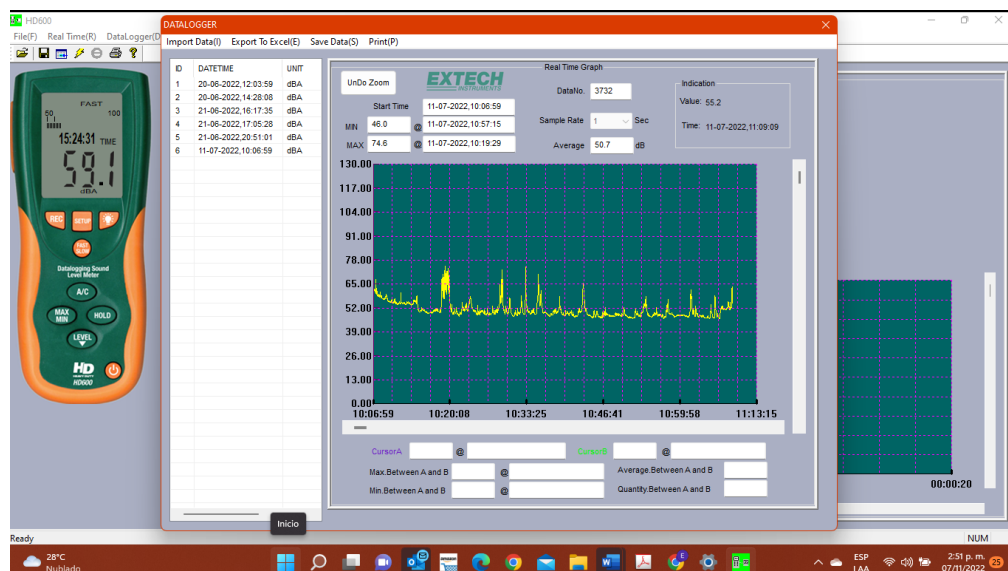 HD600
File(F) Real Time(R) DataLogger(D
DATALOGGER
Import Data(I) Export To Excel(E) Save Data(S) Print(P)
ID DATETIME UNIT
1 20-06-2022,12:03:59 dBA
2 20-06-2022,14:28:08 dBA
3 21-06-2022,16:17:35 dBA
4 21-06-2022,17:05:28 dBA
5 21-06-2022,20:51:01 dBA
6 11-07-2022,10:06:59 dBA
Real Time Graph
UnDo Zoom
EXTECH
INSTRUMENTS
DataNo. 3732
Start Time 11-07-2022,10:06:59
MIN 46.0 @ 11-07-2022,10:57:15
MAX 74.6 @ 11-07-2022,10:19:29
Sample Rate 1 Sec
Average 50.7 dB
Indication
Value: 55.2
Time: 11-07-2022,11:09:09
130.00
117.00
104.00
91.00
78.00
65.00
52.00
39.00
26.00
13.00
0.00
10:06:59 10:20:08 10:33:25 10:46:41 10:59:58 11:13:15
CursorA @ CursorB @
Max.Between A and B @ Average.Between A and B
Min.Between A and B @ Quantity.Between A and B
FAST
50 100
15:24:31 TIME
59.1
dBA
REC SETUP
FAST
SLOW
Datalogging Sound
Level Meter
A/C
MAX
MIN
HOLD
LEVEL
HD
HD600
00:00:20
Inicio
Ready NUM
28°C
Nublado
ESP
LAA
2:51 p. m.
07/11/2022